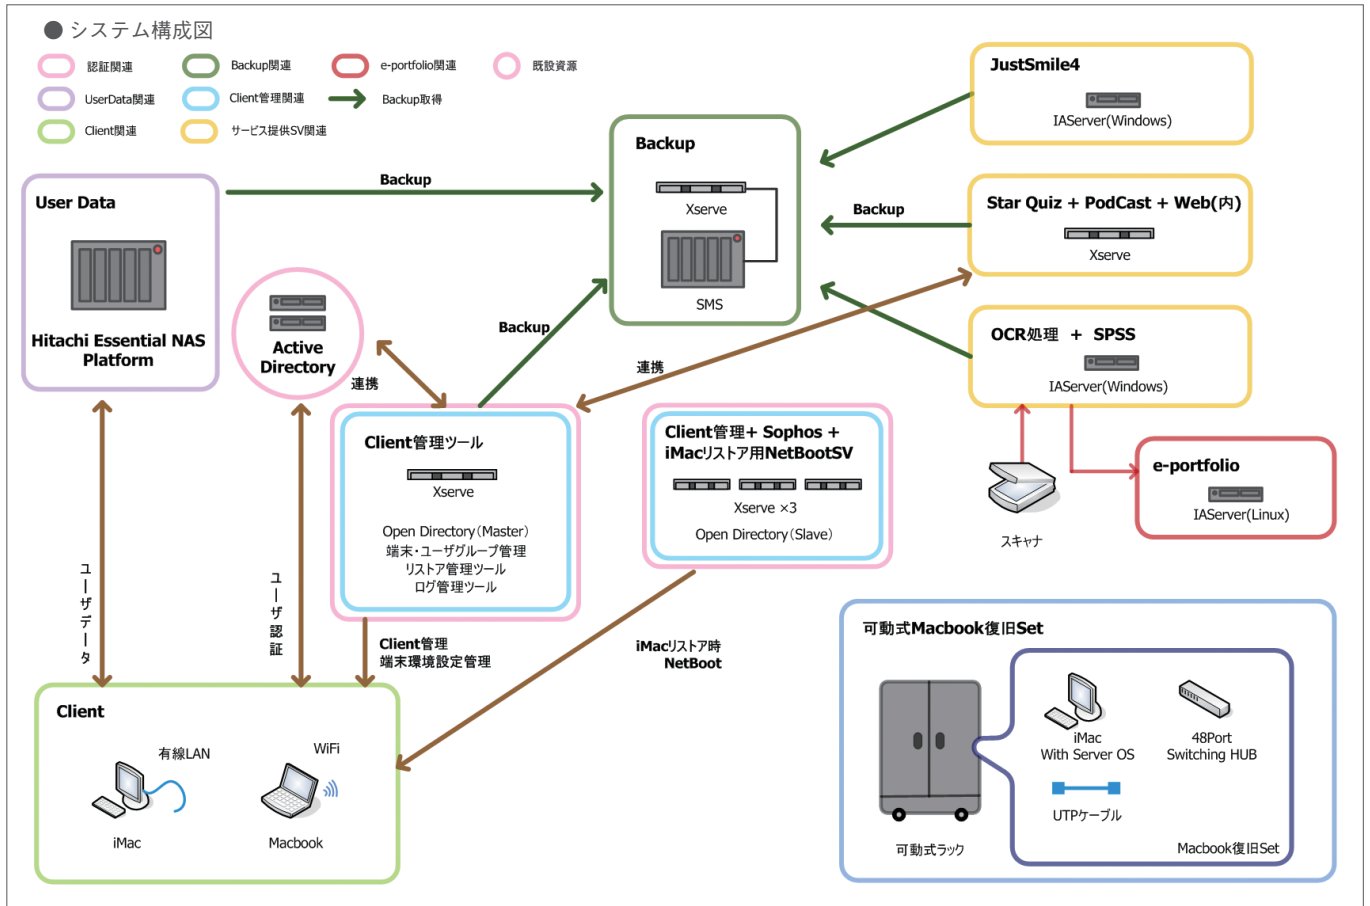 ● システム構成図
認証関連
Backup関連
e-portfolio関連
既設資源
UserData関連
Client管理関連
Backup取得
Client関連
サービス提供SV関連
JustSmile4
IAServer(Windows)
Backup
Xserve
SMS
User Data
Hitachi Essential NAS
Platform
Backup
Star Quiz + PodCast + Web(内)
Xserve
Backup
Active
Directory
連携
Backup
連携
OCR処理 + SPSS
IAServer(Windows)
Client管理ツール
Xserve
Open Directory(Master)
端末・ユーザグループ管理
リストア管理ツール
ログ管理ツール
Client管理+ Sophos +
iMacリストア用NetBootSV
Xserve ×3
Open Directory(Slave)
スキャナ
e-portfolio
IAServer(Linux)
ユーザデータ
ユーザ認証
Client管理
端末環境設定管理
iMacリストア時
NetBoot
Client
有線LAN
iMac
WiFi
Macbook
可動式Macbook復旧Set
可動式ラック
iMac
With Server OS
48Port
Switching HUB
UTPケーブル
Macbook復旧Set